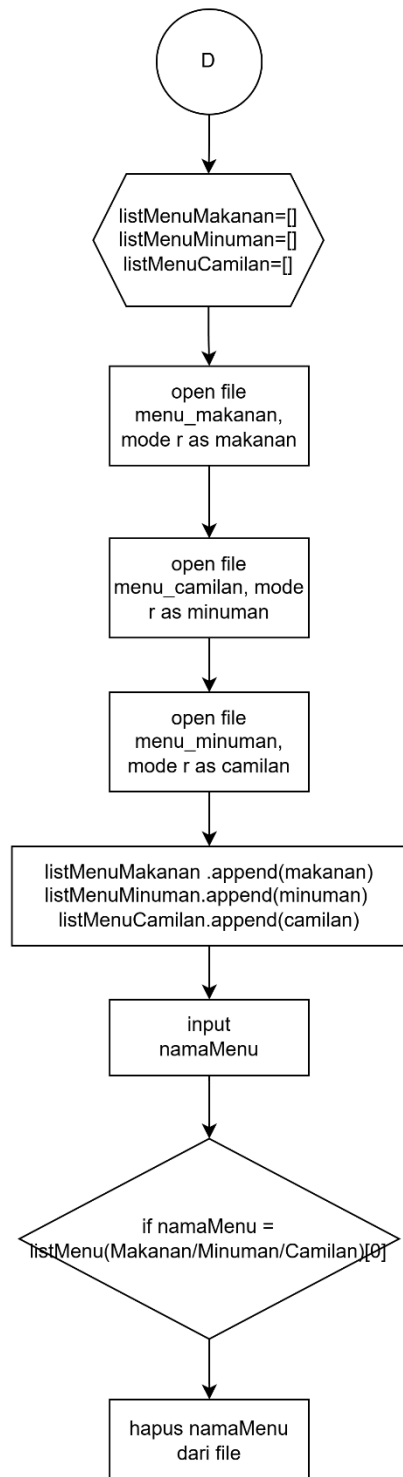 D
listMenuMakanan=[]
listMenuMinuman=[]
listMenuCamilan=[]
open file
menu_makanan,
mode r as makanan
open file
menu_camilan, mode
r as minuman
open file
menu_minuman,
mode r as camilan
listMenuMakanan .append(makanan)
listMenuMinuman.append(minuman)
listMenuCamilan.append(camilan)
input
namaMenu
if namaMenu =
listMenu(Makanan/Minuman/Camilan)[0]
hapus namaMenu
dari file